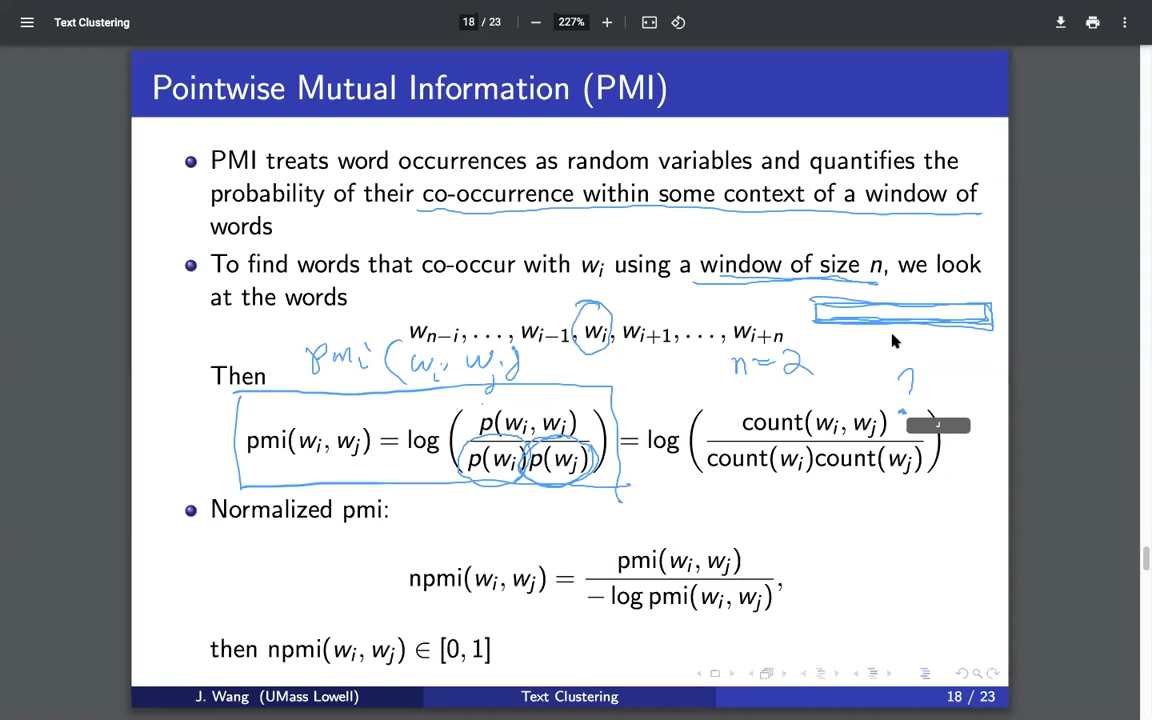 Text Clustering
18 / 23
227%
Pointwise Mutual Information (PMI)
PMI treats word occurrences as random variables and quantifies the
probability of their co-occurrence within some context of a window of
words
To find words that co-occur with wᵢ using a window of size n, we look
at the words
wₙ₋ᵢ, . . . , wᵢ₋₁, wᵢ, wᵢ₊₁, . . . , wᵢ₊ₙ
pmi (wᵢ, wⱼ)
n=2
Then
?
pmi(wᵢ, wⱼ) = log ( p(wᵢ, wⱼ) / p(wᵢ)p(wⱼ) ) = log ( count(wᵢ, wⱼ) / count(wᵢ)count(wⱼ) )
Normalized pmi:
npmi(wᵢ, wⱼ) = pmi(wᵢ, wⱼ) / − log pmi(wᵢ, wⱼ) ,
then npmi(wᵢ, wⱼ) ∈ [0, 1]
J. Wang (UMass Lowell)
Text Clustering
18 / 23